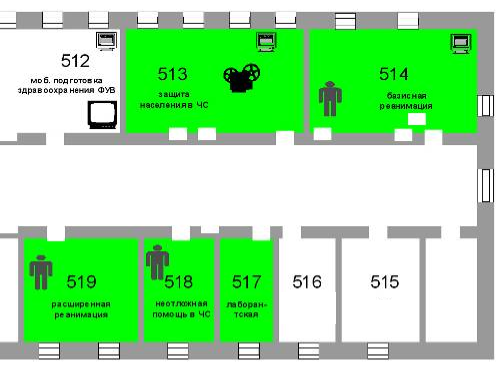 512
моб. подготовка
здравоохранения ФУВ
513
защита
населения в ЧС
514
базисная
реанимация
519
расширенная
реанимация
518
неотложная
помощь в ЧС
517
лаборан-
тская
516
515